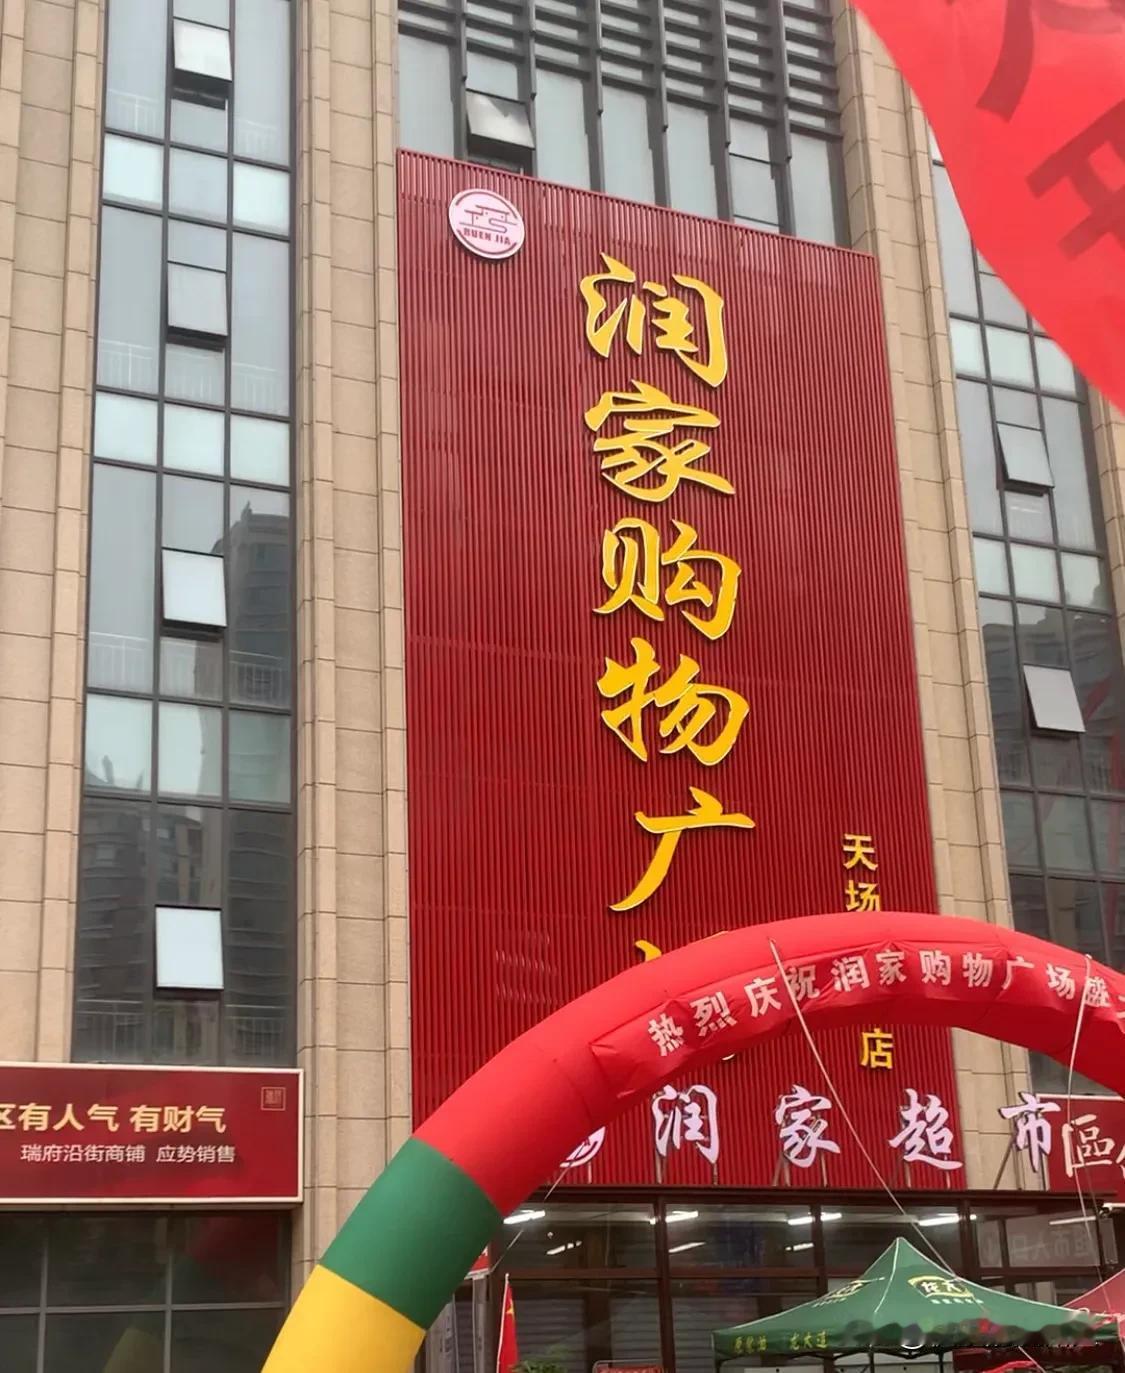 RUEN JIA
润家购物广
天场
店
热烈庆祝润家购物广场盛
润家超市
区有人气 有财气
瑞府沿街商铺 应势销售
區